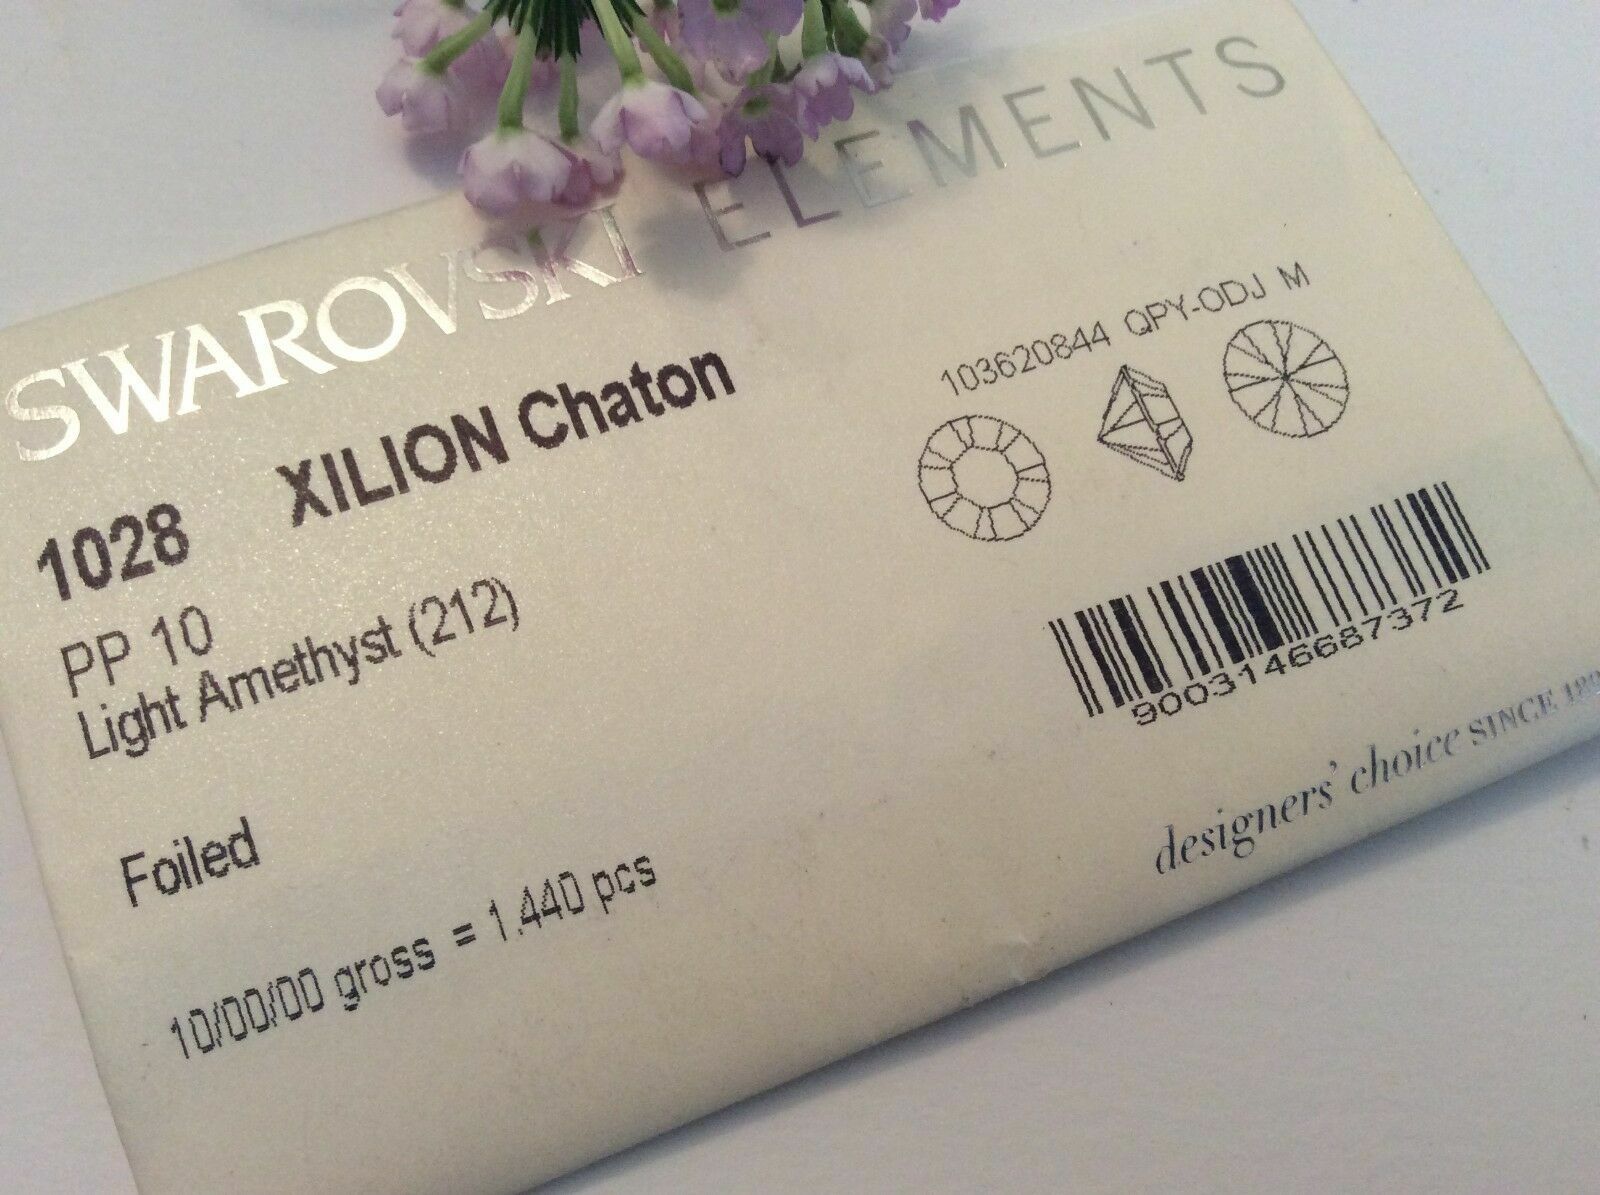 SWAROVSKI ELEMENTS
1028 XILION Chaton
103620844 QPY-ODJ M
PP 10
Light Amethyst (212)
Foiled
10/00/00 gross = 1.440 pcs
9003146687372
designers' choice SINCE